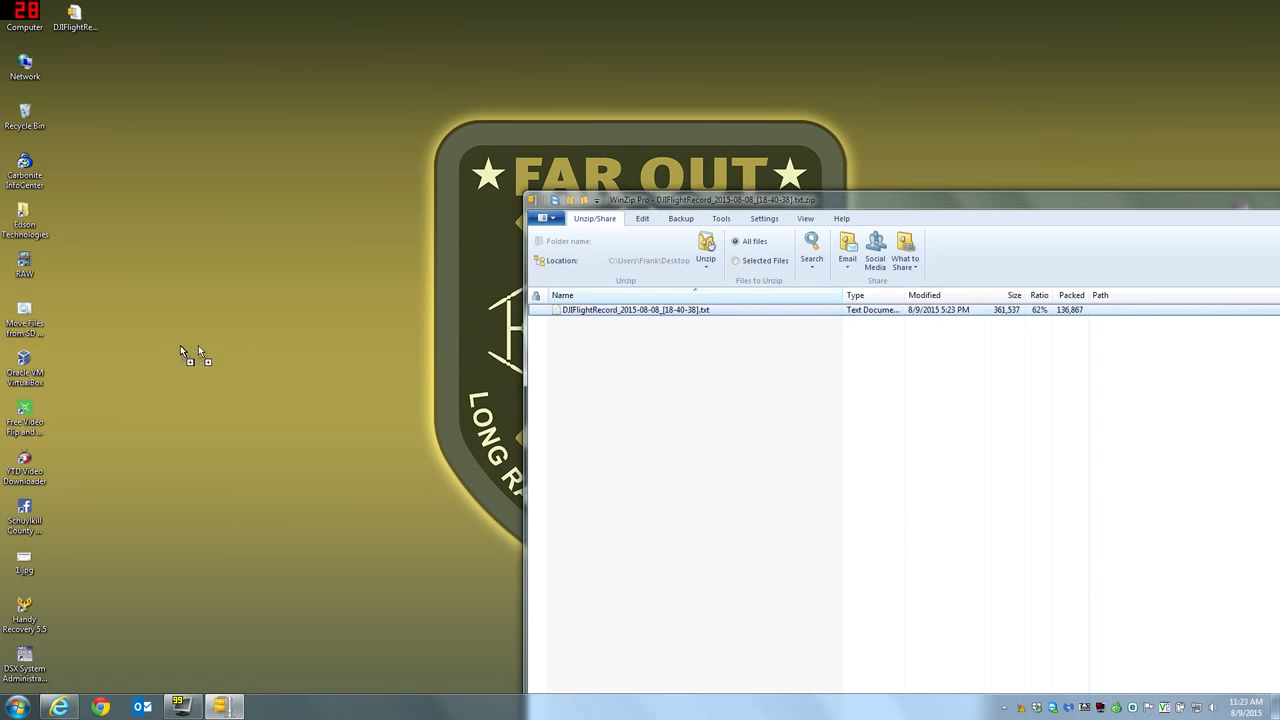 28
Computer
DJIFlightRe...
Network
Recycle Bin
Carbonite
InfoCenter
Edson
Technologies
RAW
Move Files
from SD ...
Oracle VM
VirtualBox
Free Video
Flip and ...
YTD Video
Downloader
Schuylkill
County ...
1.jpg
Handy
Recovery 5.5
DSX System
Administra...
FAR OUT
LONG RA
WinZip Pro - DJIFlightRecord_2015-08-08_[18-40-38].txt.zip
Unzip/Share Edit Backup Tools Settings View Help
Folder name:
Location: C:\Users\Frank\Desktop
Unzip
All files
Selected Files
Search
Email
Social
Media
What to
Share
Unzip Files to Unzip Share
Name Type Modified Size Ratio Packed Path
DJIFlightRecord_2015-08-08_[18-40-38].txt Text Docume... 8/9/2015 5:23 PM 361,537 62% 136,867
99
11:23 AM
8/9/2015